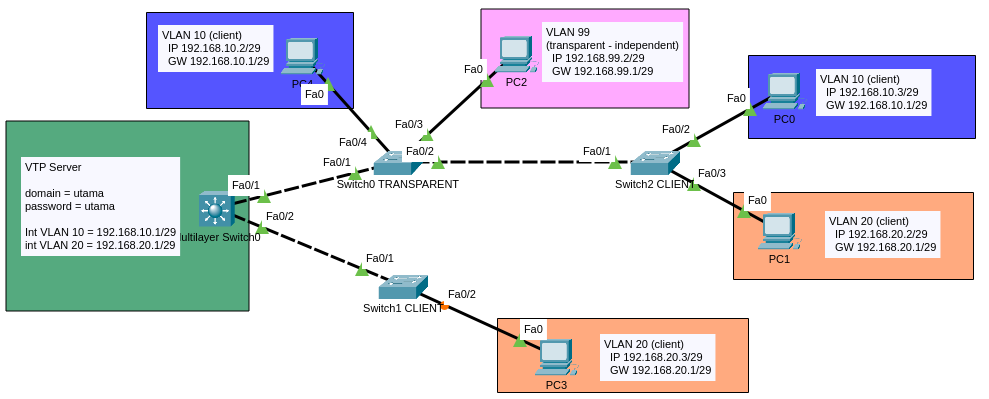 VLAN 10 (client)
IP 192.168.10.2/29
GW 192.168.10.1/29
PC4
Fa0
VLAN 99
(transparent - independent)
IP 192.168.99.2/29
GW 192.168.99.1/29
Fa0
PC2
VLAN 10 (client)
IP 192.168.10.3/29
GW 192.168.10.1/29
Fa0
PC0
Fa0/4
Fa0/3
Fa0/1
Fa0/2
Switch0 TRANSPARENT
Fa0/1
Fa0/2
Switch2 CLIENT
Fa0/3
VTP Server
domain = utama
password = utama
Int VLAN 10 = 192.168.10.1/29
int VLAN 20 = 192.168.20.1/29
Fa0/1
Fa0/2
ultilayer Switch0
Fa0
PC1
VLAN 20 (client)
IP 192.168.20.2/29
GW 192.168.20.1/29
Fa0/1
Fa0/2
Switch1 CLIENT
Fa0
PC3
VLAN 20 (client)
IP 192.168.20.3/29
GW 192.168.20.1/29